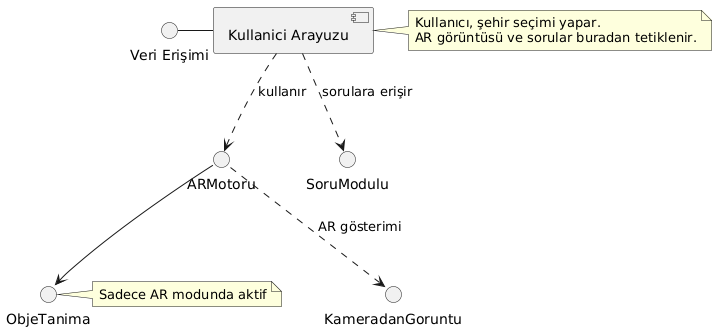 Kullanici Arayuzu
Kullanıcı, şehir seçimi yapar.
AR görüntüsü ve sorular buradan tetiklenir.
Veri Erişimi
kullanır
sorulara erişir
ARMotoru
SoruModulu
AR gösterimi
Sadece AR modunda aktif
ObjeTanima
KameradanGoruntu